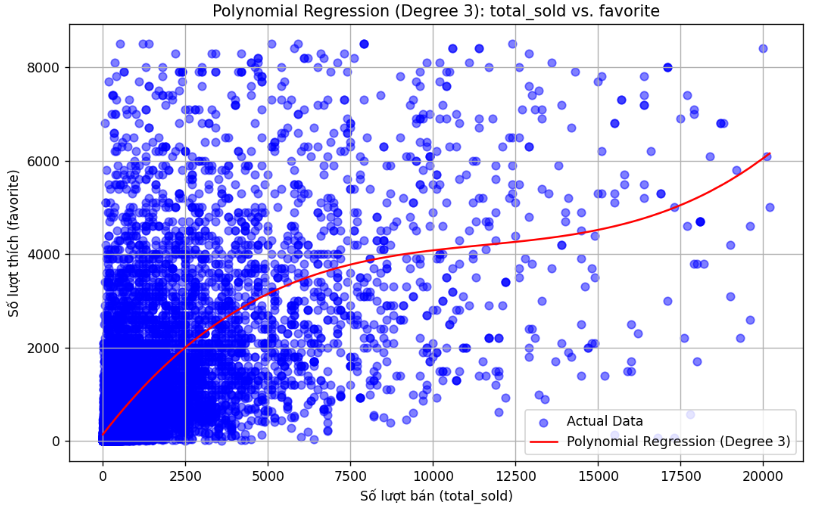 Polynomial Regression (Degree 3): total_sold vs. favorite
Số lượt thích (favorite)
8000
6000
4000
2000
0
Actual Data
Polynomial Regression (Degree 3)
0 2500 5000 7500 10000 12500 15000 17500 20000
Số lượt bán (total_sold)